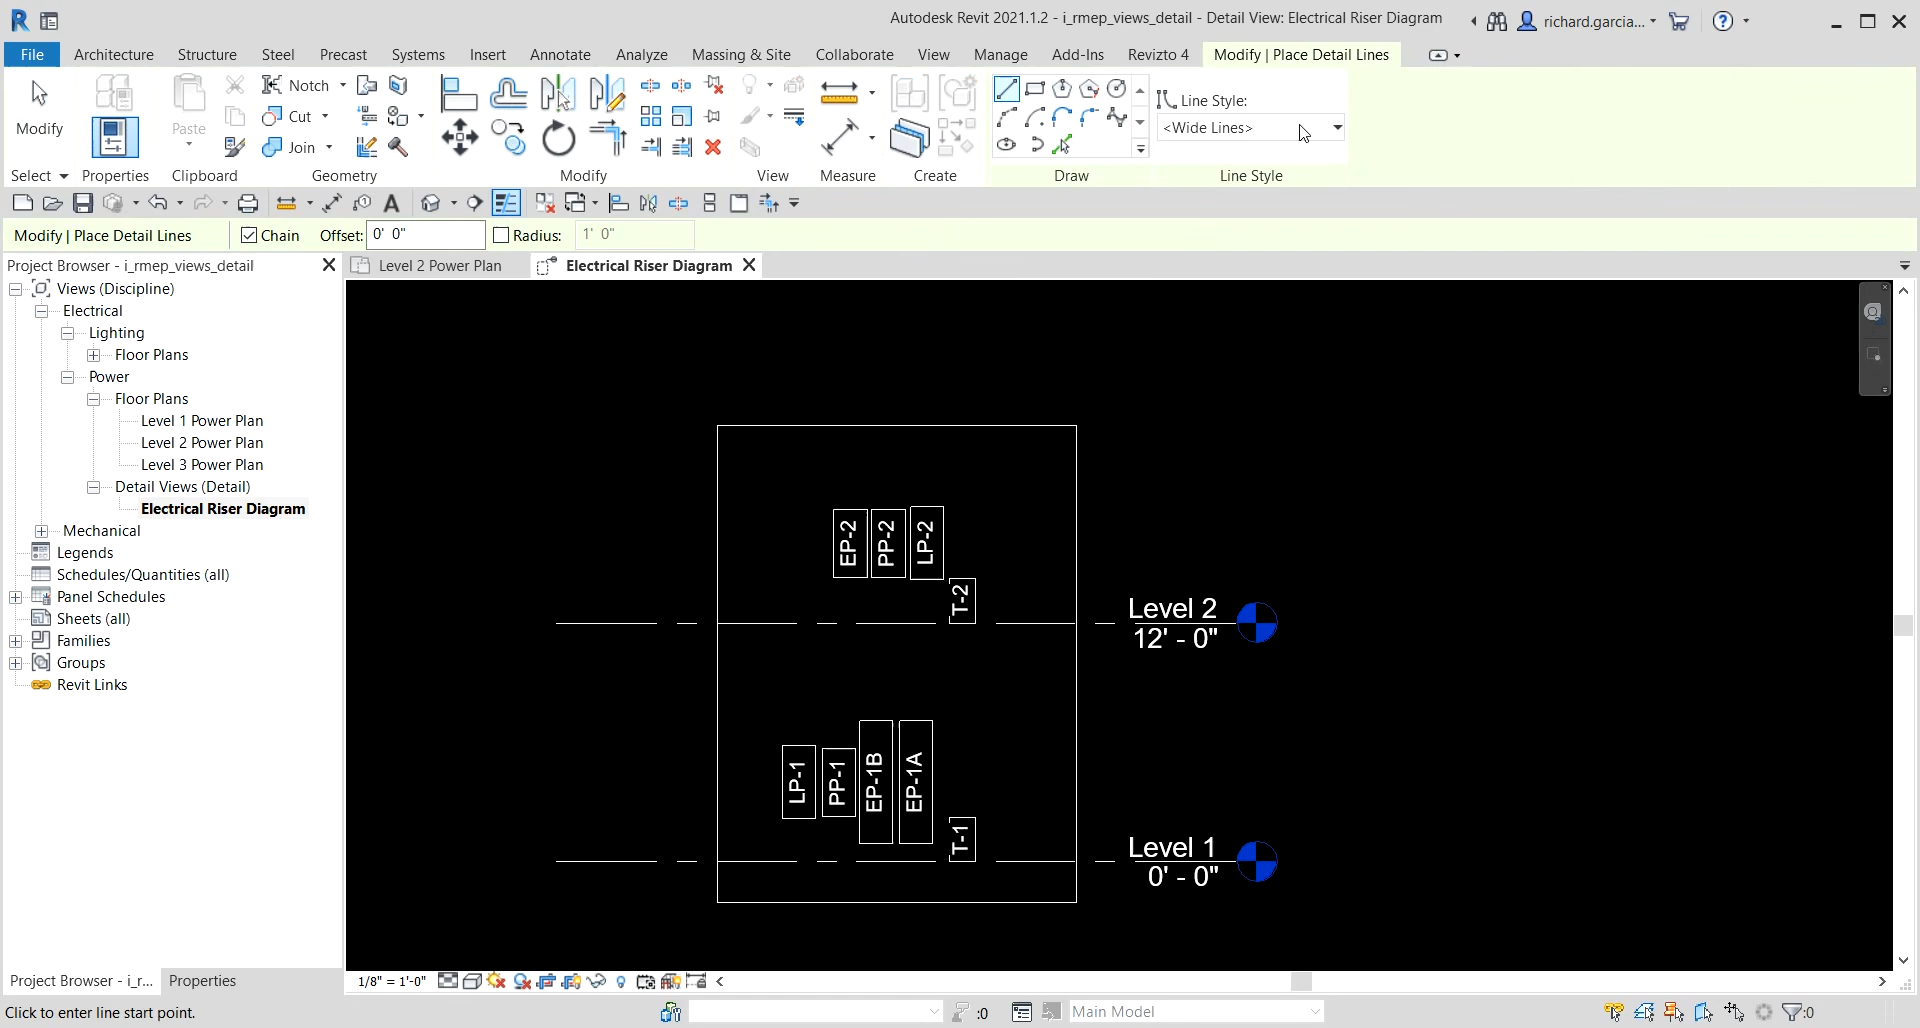 Autodesk Revit 2021.1.2 - i_rmep_views_detail - Detail View: Electrical Riser Diagram
richard.garcia...
File Architecture Structure Steel Precast Systems Insert Annotate Analyze Massing & Site Collaborate View Manage Add-Ins Revizto 4 Modify | Place Detail Lines
Modify
Paste
Notch
Cut
Join
Line Style:
<Wide Lines>
Select Properties Clipboard Geometry Modify View Measure Create Draw Line Style
Modify | Place Detail Lines
Chain
Offset: 0' 0"
Radius: 1' 0"
Project Browser - i_rmep_views_detail
Level 2 Power Plan
Electrical Riser Diagram
Views (Discipline)
Electrical
Lighting
Floor Plans
Power
Floor Plans
Level 1 Power Plan
Level 2 Power Plan
Level 3 Power Plan
Detail Views (Detail)
Electrical Riser Diagram
Mechanical
Legends
Schedules/Quantities (all)
Panel Schedules
Sheets (all)
Families
Groups
Revit Links
EP-2
PP-2
LP-2
T-2
Level 2
12' - 0"
LP-1
PP-1
EP-1B
EP-1A
T-1
Level 1
0' - 0"
Project Browser - i_r...
Properties
1/8" = 1'-0"
Click to enter line start point.
:0
Main Model
:0